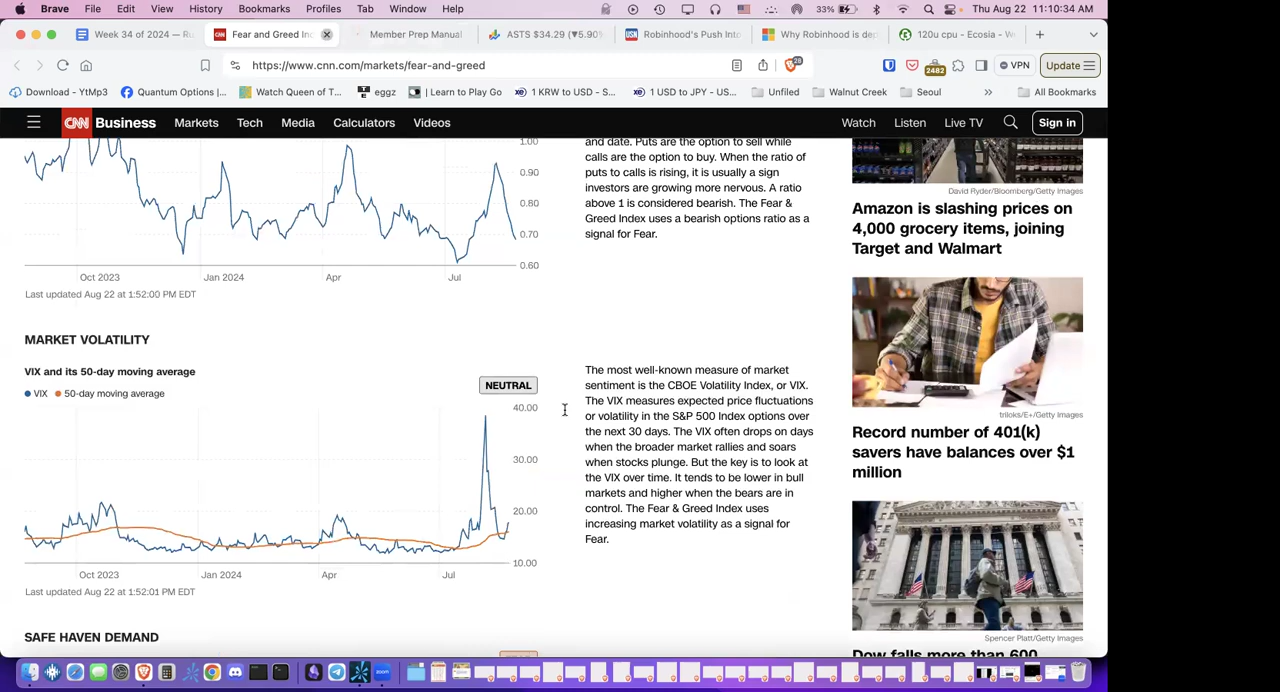 Brave File Edit View History Bookmarks Profiles Tab Window Help 33% Thu Aug 22 11:10:34 AM
Week 34 of 2024 — Ru
Fear and Greed In
Member Prep Manual
ASTS $34.29 (▼5.90%
Robinhood's Push Into
Why Robinhood is de
120u cpu - Ecosia - W
https://www.cnn.com/markets/fear-and-greed
28
2482
VPN
Update
Download - YtMp3
Quantum Options |...
Watch Queen of T...
eggz
| Learn to Play Go
1 KRW to USD - S...
1 USD to JPY - US...
Unfiled
Walnut Creek
Seoul
»
All Bookmarks
CNN Business Markets Tech Media Calculators Videos Watch Listen Live TV Sign in
1.00
0.90
0.80
0.70
0.60
Oct 2023 Jan 2024 Apr Jul
Last updated Aug 22 at 1:52:00 PM EDT
and date. Puts are the option to sell while
calls are the option to buy. When the ratio of
puts to calls is rising, it is usually a sign
investors are growing more nervous. A ratio
above 1 is considered bearish. The Fear &
Greed Index uses a bearish options ratio as a
signal for Fear.
MARKET VOLATILITY
VIX and its 50-day moving average
NEUTRAL
VIX 50-day moving average
40.00
30.00
20.00
10.00
Oct 2023 Jan 2024 Apr Jul
Last updated Aug 22 at 1:52:01 PM EDT
The most well-known measure of market
sentiment is the CBOE Volatility Index, or VIX.
The VIX measures expected price fluctuations
or volatility in the S&P 500 Index options over
the next 30 days. The VIX often drops on days
when the broader market rallies and soars
when stocks plunge. But the key is to look at
the VIX over time. It tends to be lower in bull
markets and higher when the bears are in
control. The Fear & Greed Index uses
increasing market volatility as a signal for
Fear.
SAFE HAVEN DEMAND
David Ryder/Bloomberg/Getty Images
Amazon is slashing prices on
4,000 grocery items, joining
Target and Walmart
triloks/E+/Getty Images
Record number of 401(k)
savers have balances over $1
million
Spencer Platt/Getty Images
Dow falls more than 600
zoom